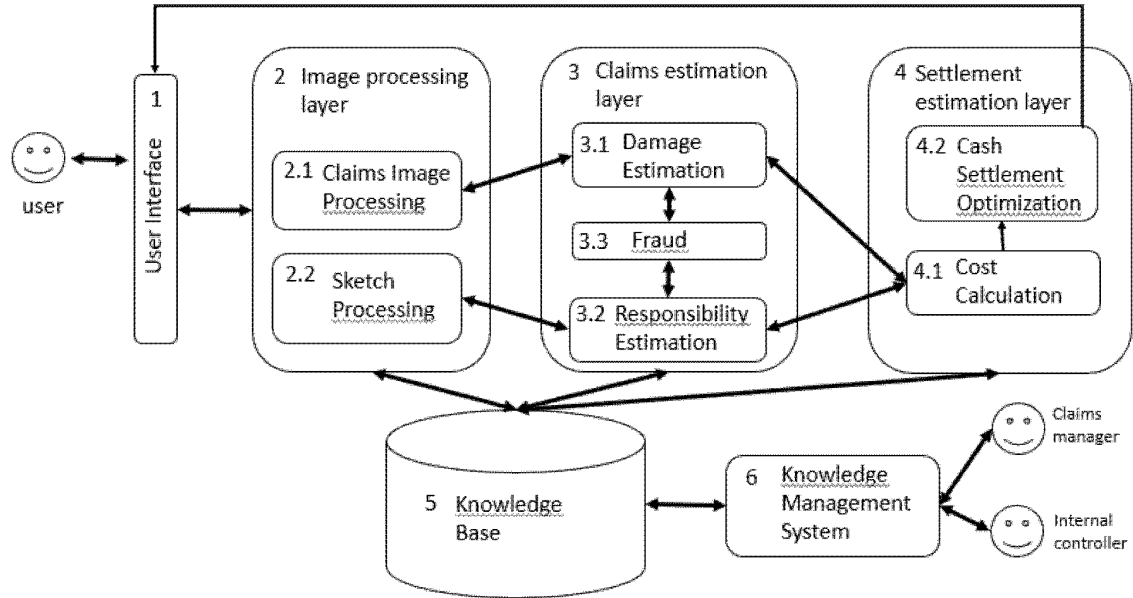 user
1
User Interface
2 Image processing
layer
2.1 Claims Image
Processing
2.2 Sketch
Processing
3 Claims estimation
layer
3.1 Damage
Estimation
3.3 Fraud
3.2 Responsibility
Estimation
4 Settlement
estimation layer
4.2 Cash
Settlement
Optimization
4.1 Cost
Calculation
5 Knowledge
Base
6 Knowledge
Management
System
Claims
manager
Internal
controller